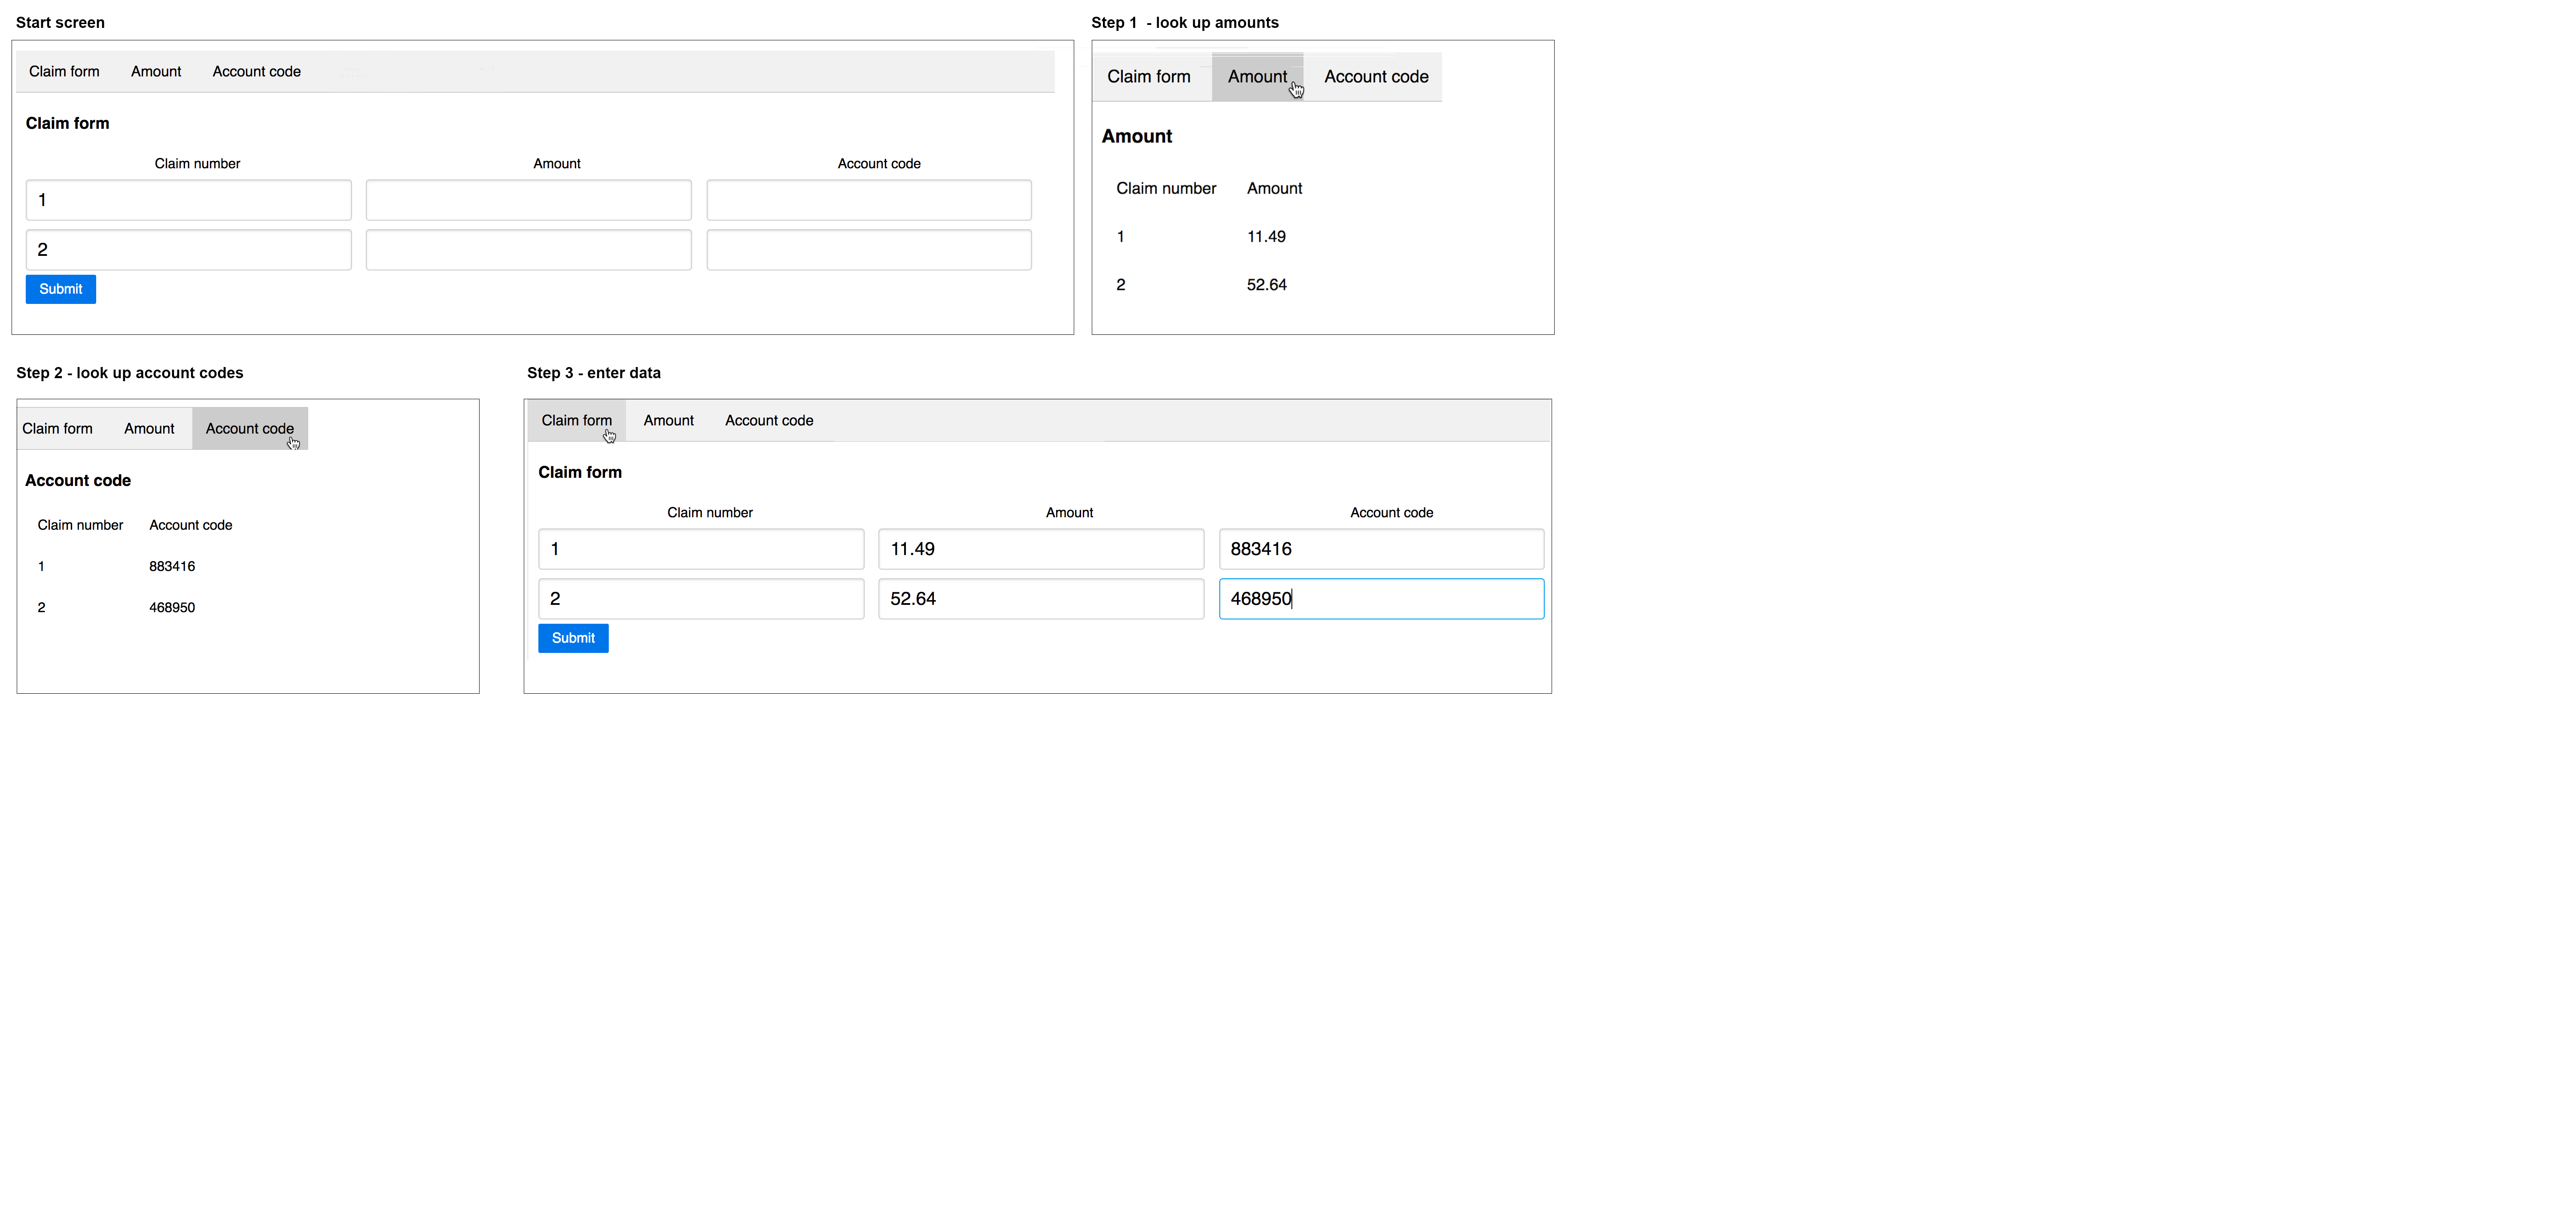 Start screen
Claim form Amount Account code
Claim form
Claim number Amount Account code
1
2
Submit
Step 1 - look up amounts
Claim form Amount Account code
Amount
Claim number Amount
1 11.49
2 52.64
Step 2 - look up account codes
Claim form Amount Account code
Account code
Claim number Account code
1 883416
2 468950
Step 3 - enter data
Claim form Amount Account code
Claim form
Claim number Amount Account code
1 11.49 883416
2 52.64 468950
Submit